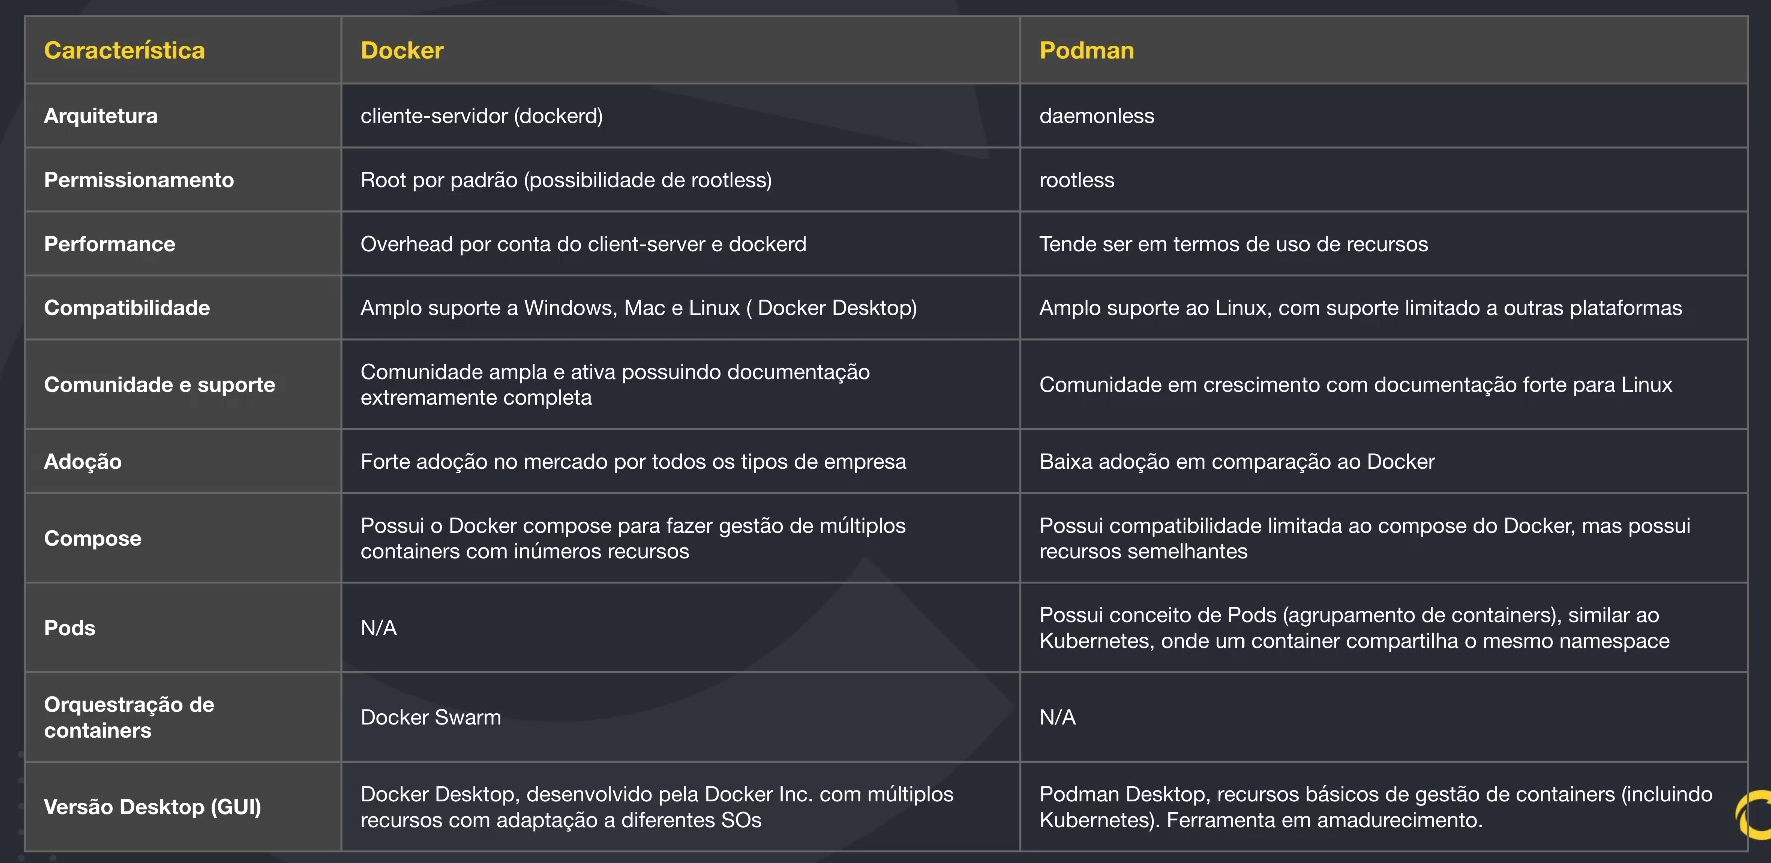 Característica
Docker
Podman
Arquitetura
cliente-servidor (dockerd)
daemonless
Permissionamento
Root por padrão (possibilidade de rootless)
rootless
Performance
Overhead por conta do client-server e dockerd
Tende ser em termos de uso de recursos
Compatibilidade
Amplo suporte a Windows, Mac e Linux ( Docker Desktop)
Amplo suporte ao Linux, com suporte limitado a outras plataformas
Comunidade e suporte
Comunidade ampla e ativa possuindo documentação
extremamente completa
Comunidade em crescimento com documentação forte para Linux
Adoção
Forte adoção no mercado por todos os tipos de empresa
Baixa adoção em comparação ao Docker
Compose
Possui o Docker compose para fazer gestão de múltiplos
containers com inúmeros recursos
Possui compatibilidade limitada ao compose do Docker, mas possui
recursos semelhantes
Pods
N/A
Possui conceito de Pods (agrupamento de containers), similar ao
Kubernetes, onde um container compartilha o mesmo namespace
Orquestração de
containers
Docker Swarm
N/A
Versão Desktop (GUI)
Docker Desktop, desenvolvido pela Docker Inc. com múltiplos
recursos com adaptação a diferentes SOs
Podman Desktop, recursos básicos de gestão de containers (incluindo
Kubernetes). Ferramenta em amadurecimento.